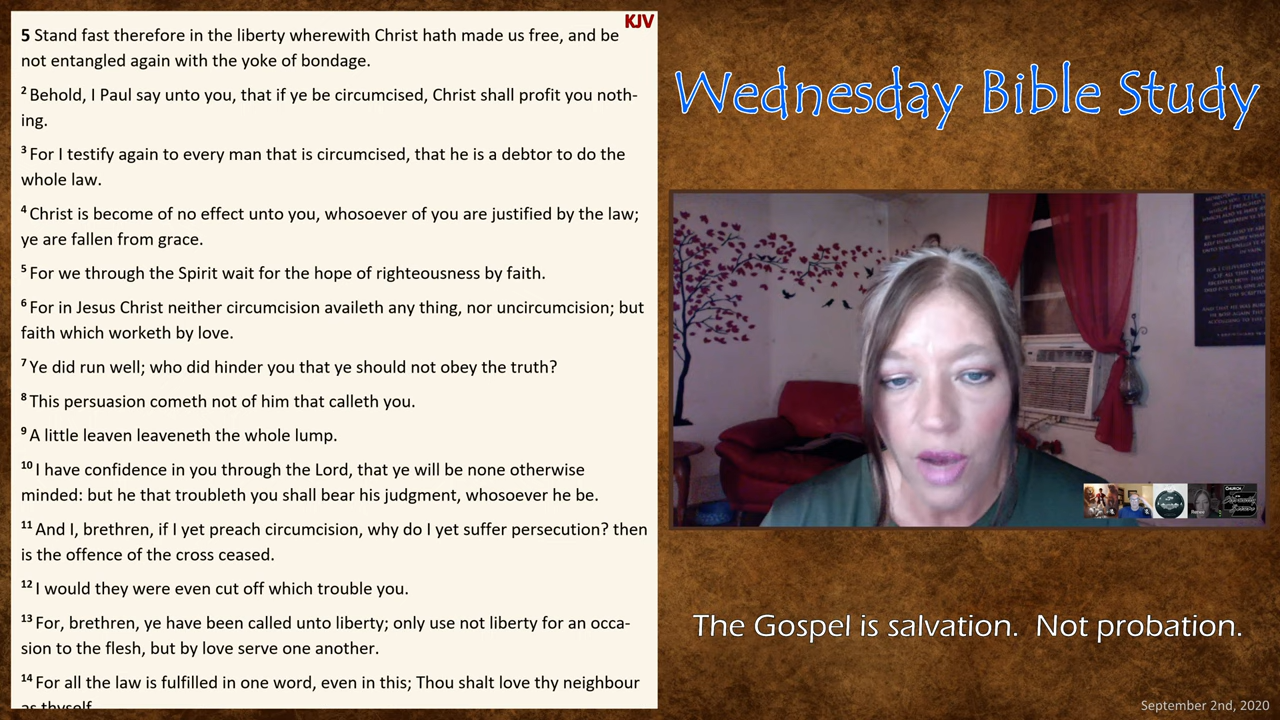 KJV
5 Stand fast therefore in the liberty wherewith Christ hath made us free, and be
not entangled again with the yoke of bondage.
2 Behold, I Paul say unto you, that if ye be circumcised, Christ shall profit you noth-
ing.
3 For I testify again to every man that is circumcised, that he is a debtor to do the
whole law.
4 Christ is become of no effect unto you, whosoever of you are justified by the law;
ye are fallen from grace.
5 For we through the Spirit wait for the hope of righteousness by faith.
6 For in Jesus Christ neither circumcision availeth any thing, nor uncircumcision; but
faith which worketh by love.
7 Ye did run well; who did hinder you that ye should not obey the truth?
8 This persuasion cometh not of him that calleth you.
9 A little leaven leaveneth the whole lump.
10 I have confidence in you through the Lord, that ye will be none otherwise
minded: but he that troubleth you shall bear his judgment, whosoever he be.
11 And I, brethren, if I yet preach circumcision, why do I yet suffer persecution? then
is the offence of the cross ceased.
12 I would they were even cut off which trouble you.
13 For, brethren, ye have been called unto liberty; only use not liberty for an occa-
sion to the flesh, but by love serve one another.
14 For all the law is fulfilled in one word, even in this; Thou shalt love thy neighbour
as thyself
Wednesday Bible Study
CHURCH
The Gospel is salvation. Not probation.
September 2nd, 2020